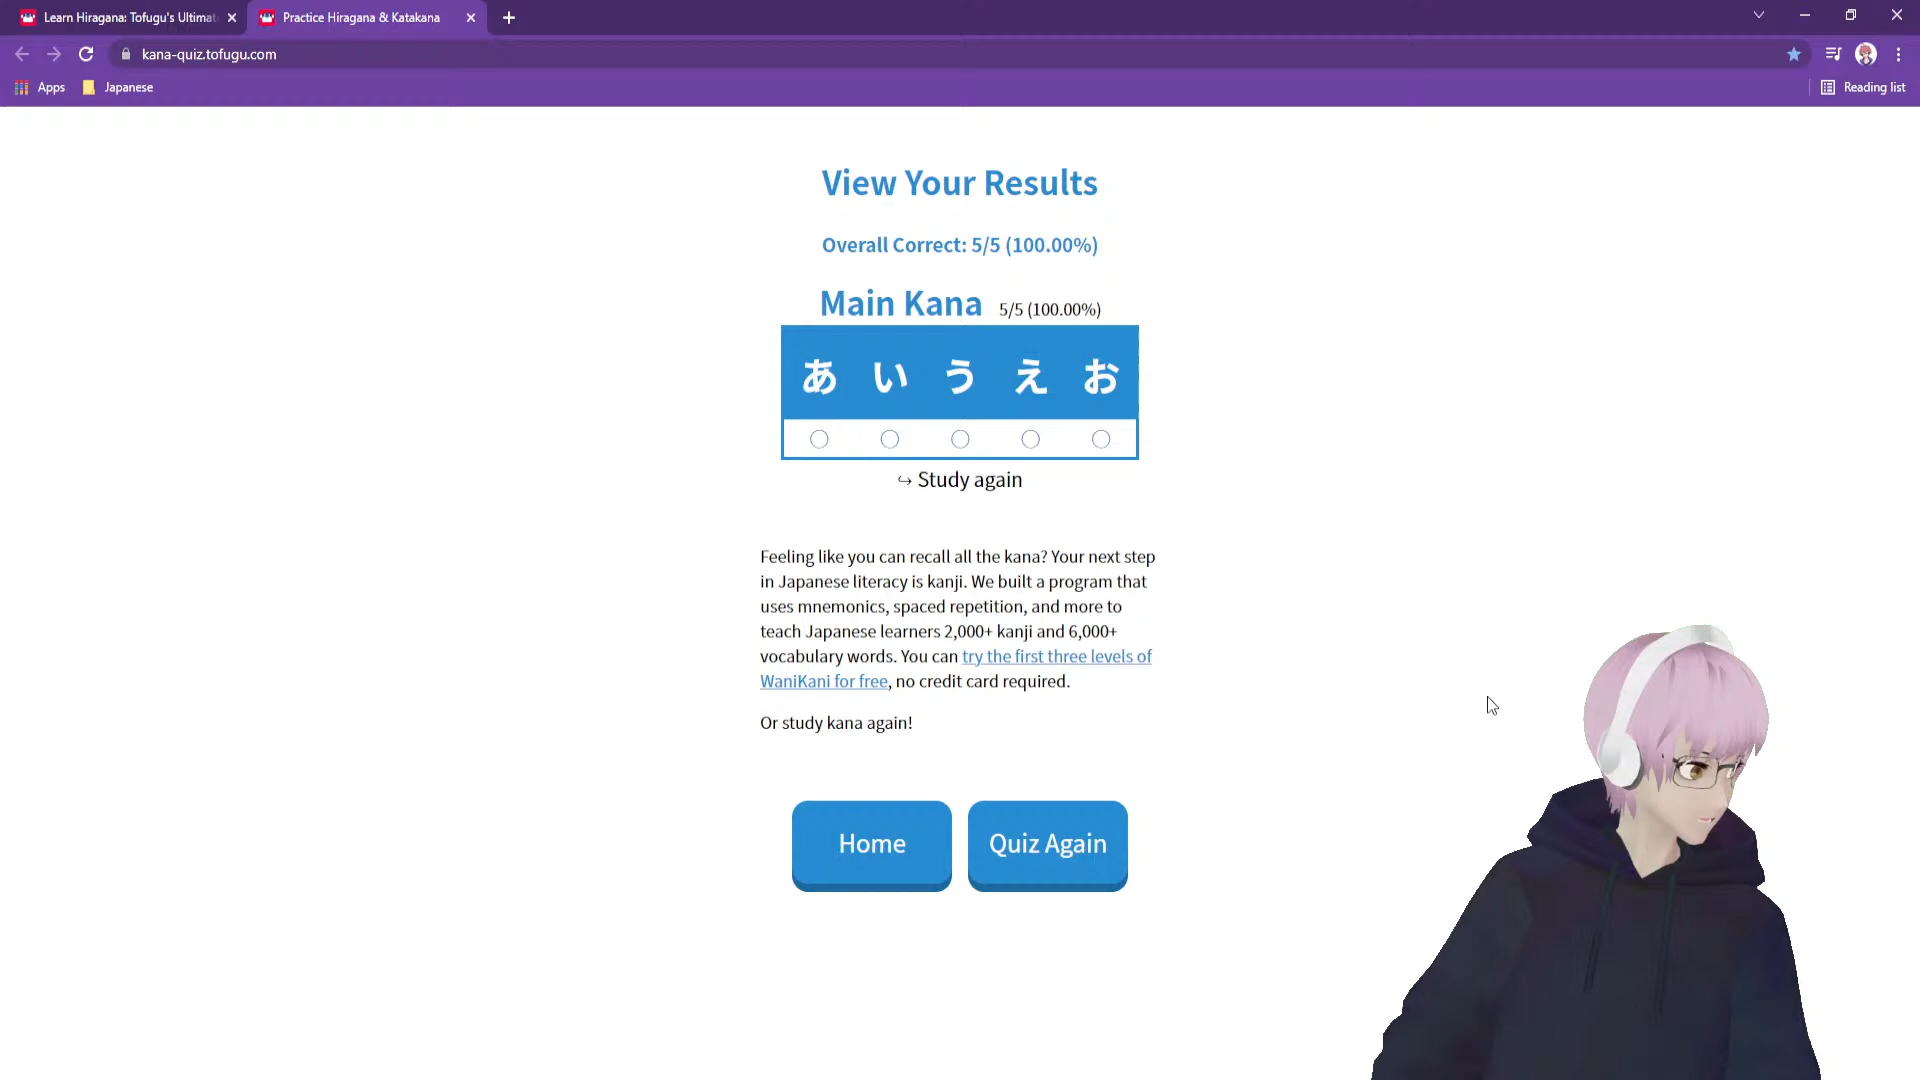 Learn Hiragana: Tofugu's Ultimat
Practice Hiragana & Katakana
kana-quiz.tofugu.com
Apps
Japanese
Reading list
View Your Results
Overall Correct: 5/5 (100.00%)
Main Kana 5/5 (100.00%)
あ い う え お
↪ Study again
Feeling like you can recall all the kana? Your next step
in Japanese literacy is kanji. We built a program that
uses mnemonics, spaced repetition, and more to
teach Japanese learners 2,000+ kanji and 6,000+
vocabulary words. You can try the first three levels of
WaniKani for free, no credit card required.
Or study kana again!
Home
Quiz Again